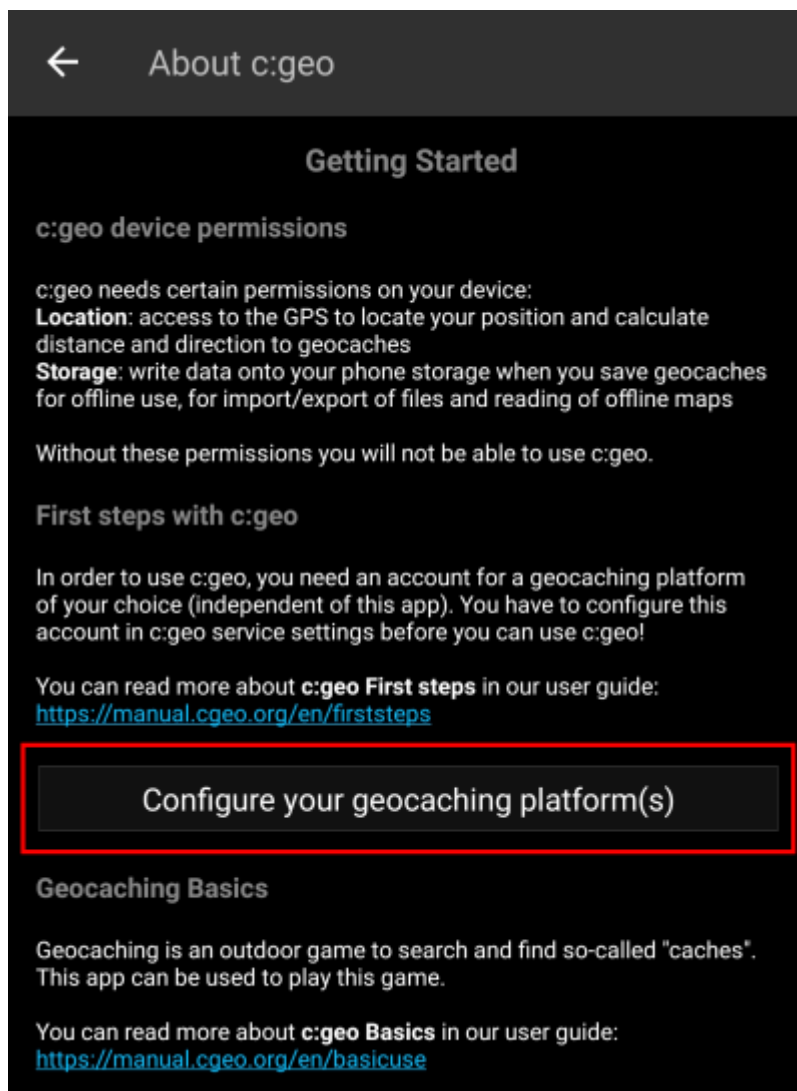 About c:geo
Getting Started
c:geo device permissions
c:geo needs certain permissions on your device:
Location: access to the GPS to locate your position and calculate
distance and direction to geocaches
Storage: write data onto your phone storage when you save geocaches
for offline use, for import/export of files and reading of offline maps
Without these permissions you will not be able to use c:geo.
First steps with c:geo
In order to use c:geo, you need an account for a geocaching platform
of your choice (independent of this app). You have to configure this
account in c:geo service settings before you can use c:geo!
You can read more about c:geo First steps in our user guide:
https://manual.cgeo.org/en/firststeps
Configure your geocaching platform(s)
Geocaching Basics
Geocaching is an outdoor game to search and find so-called "caches".
This app can be used to play this game.
You can read more about c:geo Basics in our user guide:
https://manual.cgeo.org/en/basicuse